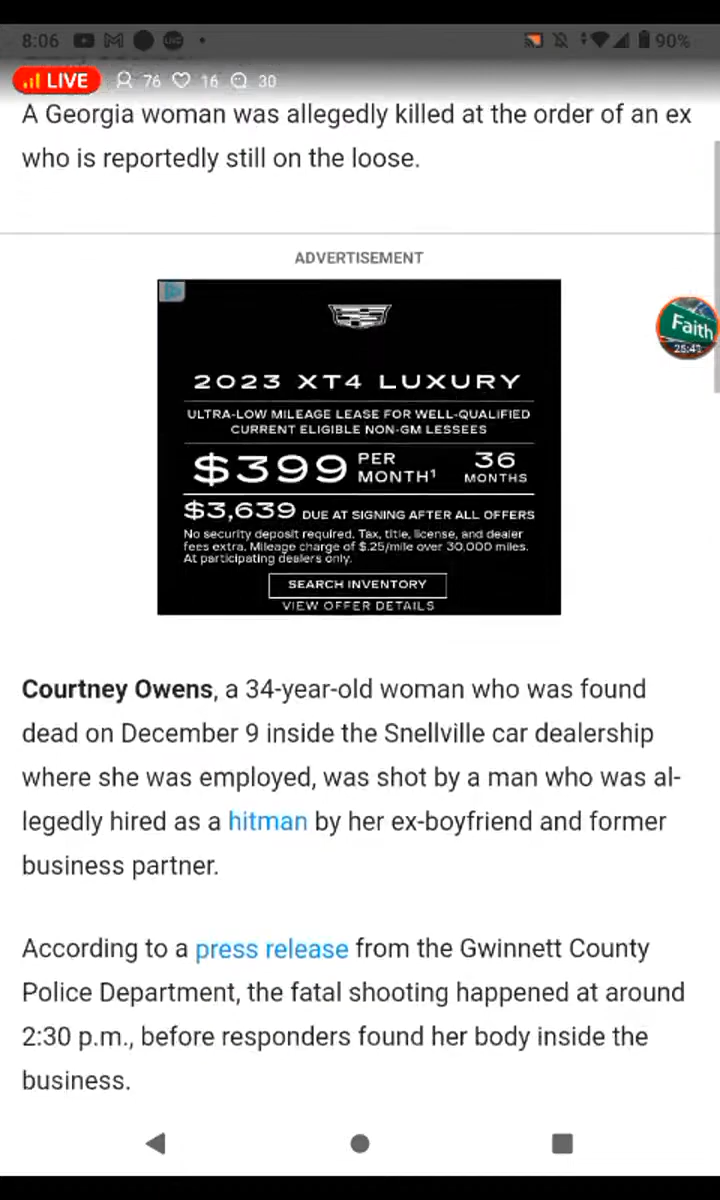 8:06 90%
LIVE 76 16 30
A Georgia woman was allegedly killed at the order of an ex
who is reportedly still on the loose.
ADVERTISEMENT
2023 XT4 LUXURY
ULTRA-LOW MILEAGE LEASE FOR WELL-QUALIFIED
CURRENT ELIGIBLE NON-GM LESSEES
$399 PER MONTH¹ 36 MONTHS
$3,639 DUE AT SIGNING AFTER ALL OFFERS
No security deposit required. Tax, title, license, and dealer
fees extra. Mileage charge of $.25/mile over 30,000 miles.
At participating dealers only.
SEARCH INVENTORY
VIEW OFFER DETAILS
Faith
Courtney Owens, a 34-year-old woman who was found
dead on December 9 inside the Snellville car dealership
where she was employed, was shot by a man who was al-
legedly hired as a hitman by her ex-boyfriend and former
business partner.
According to a press release from the Gwinnett County
Police Department, the fatal shooting happened at around
2:30 p.m., before responders found her body inside the
business.